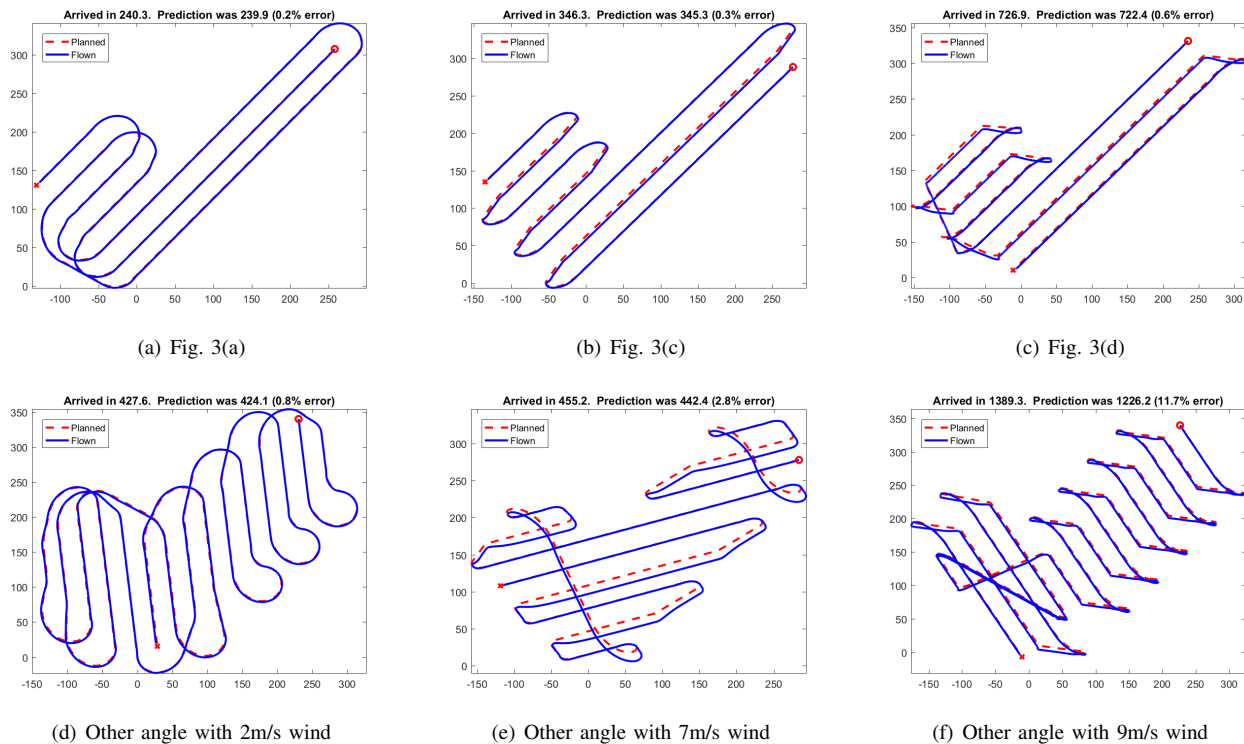 Arrived in 240.3. Prediction was 239.9 (0.2% error)
Planned
Flown
350
300
250
200
150
100
50
0
-100 -50 0 50 100 150 200 250
(a) Fig. 3(a)
Arrived in 346.3. Prediction was 345.3 (0.3% error)
Planned
Flown
350
300
250
200
150
100
50
0
-150 -100 -50 0 50 100 150 200 250
(b) Fig. 3(c)
Arrived in 726.9. Prediction was 722.4 (0.6% error)
Planned
Flown
350
300
250
200
150
100
50
0
-150 -100 -50 0 50 100 150 200 250 300
(c) Fig. 3(d)
Arrived in 427.6. Prediction was 424.1 (0.8% error)
Planned
Flown
350
300
250
200
150
100
50
0
-150 -100 -50 0 50 100 150 200 250 300
(d) Other angle with 2m/s wind
Arrived in 455.2. Prediction was 442.4 (2.8% error)
Planned
Flown
300
250
200
150
100
50
0
-150 -100 -50 0 50 100 150 200 250
(e) Other angle with 7m/s wind
Arrived in 1389.3. Prediction was 1226.2 (11.7% error)
Planned
Flown
350
300
250
200
150
100
50
0
-150 -100 -50 0 50 100 150 200 250 300
(f) Other angle with 9m/s wind